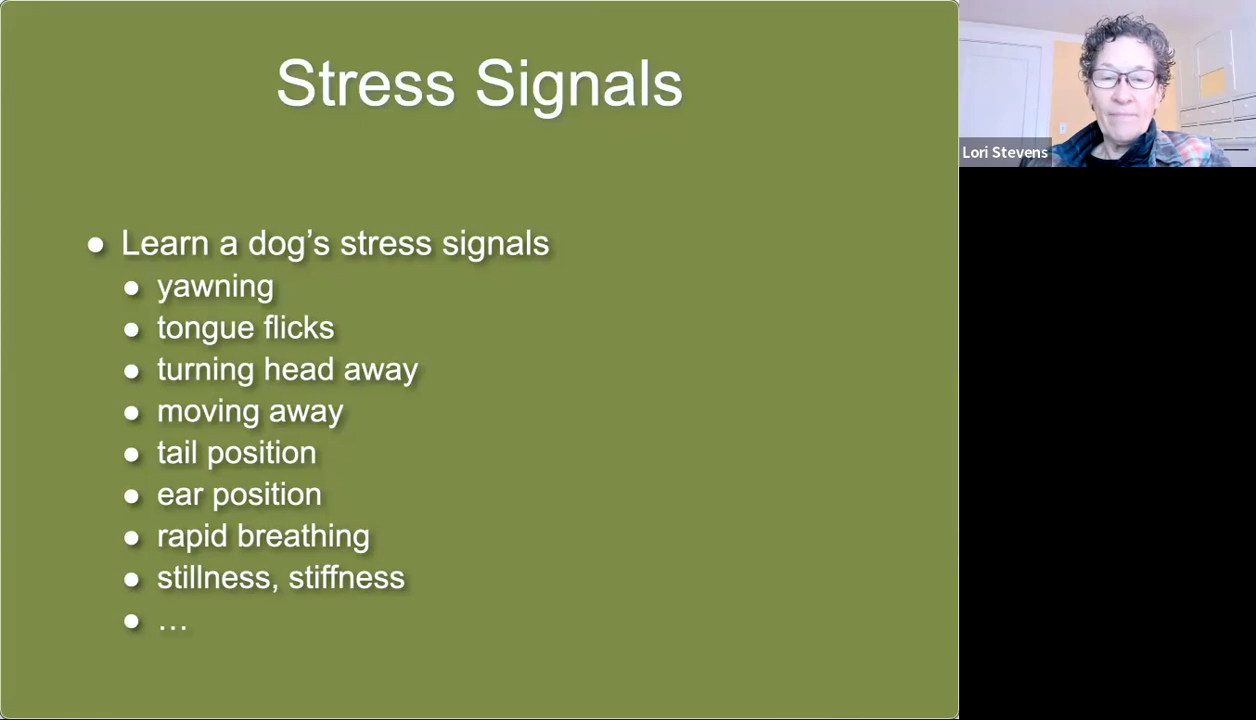 Stress Signals
Lori Stevens
● Learn a dog’s stress signals
● yawning
● tongue flicks
● turning head away
● moving away
● tail position
● ear position
● rapid breathing
● stillness, stiffness
● …